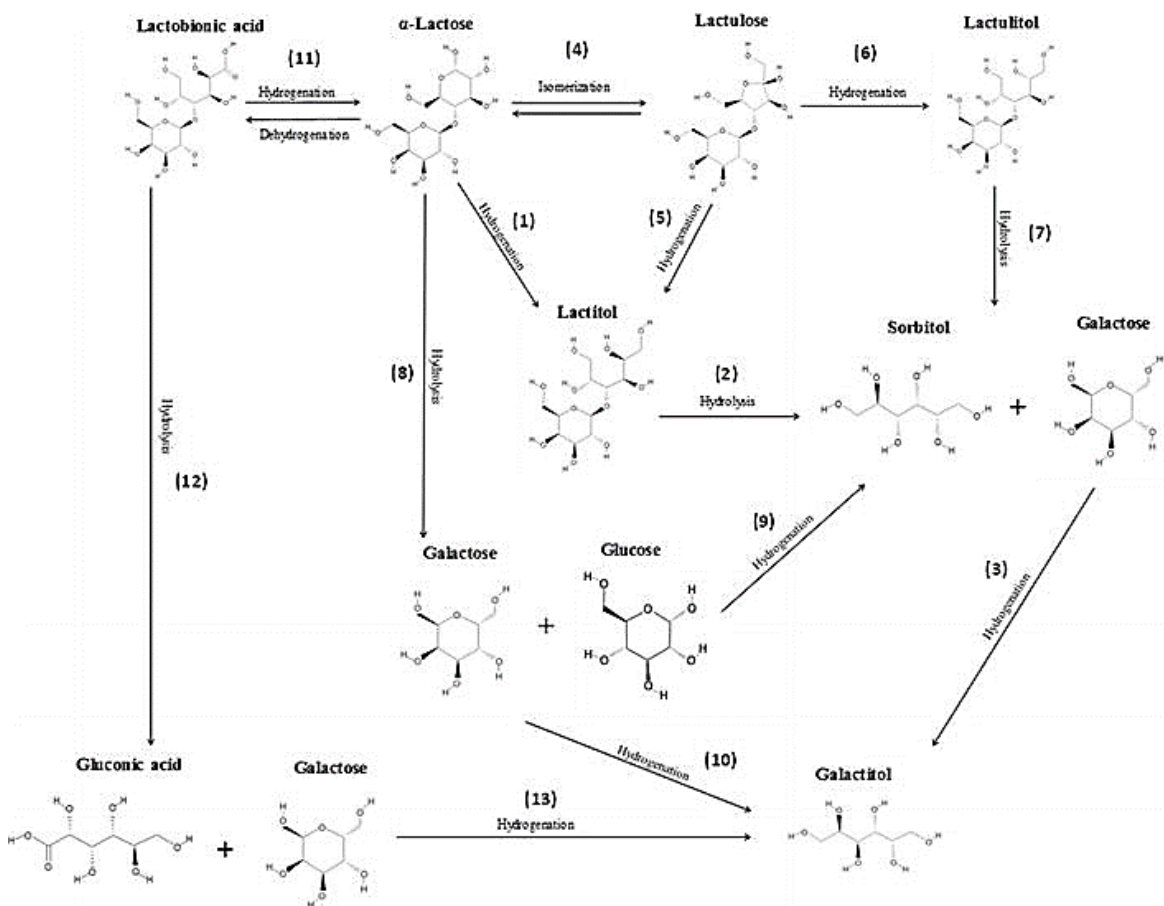 Lactobionic acid
α-Lactose
Lactulose
Lactulitol
(11)
Hydrogenation
Dehydrogenation
(4)
Isomerization
(6)
Hydrogenation
Hydrogenation
(1)
(5)
Hydrogenation
Hydrolysis
(7)
Lactitol
Sorbitol
Galactose
(8)
Hydrolysis
(2)
Hydrolysis
+
Hydrolysis
(12)
Galactose
Glucose
+
(9)
Hydrogenation
(3)
Hydrogenation
Hydrogenation
(10)
Gluconic acid
Galactose
Galactitol
+
(13)
Hydrogenation